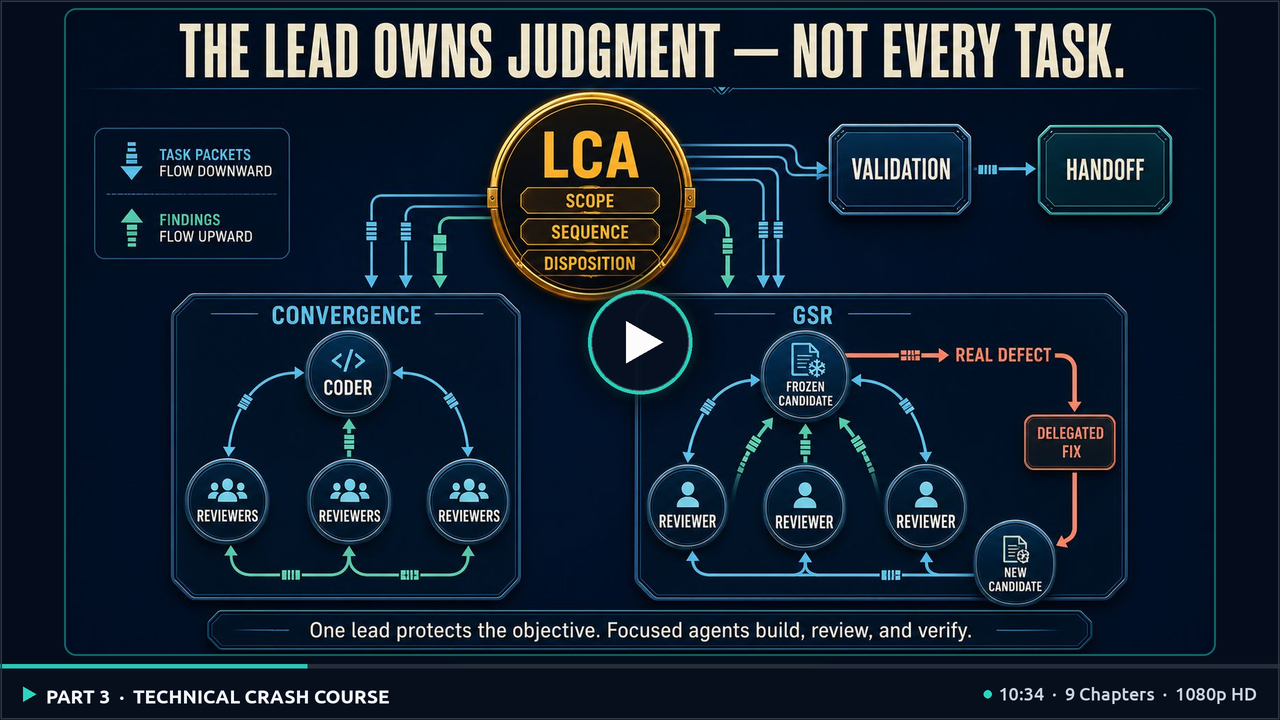 THE LEAD OWNS JUDGMENT — NOT EVERY TASK.
TASK PACKETS
FLOW DOWNWARD
FINDINGS
FLOW UPWARD
LCA
SCOPE
SEQUENCE
DISPOSITION
VALIDATION
HANDOFF
CONVERGENCE
</> 
CODER
REVIEWERS
REVIEWERS
REVIEWERS
GSR
FROZEN
CANDIDATE
REAL DEFECT
DELEGATED
FIX
REVIEWER
REVIEWER
REVIEWER
NEW
CANDIDATE
One lead protects the objective. Focused agents build, review, and verify.
PART 3 · TECHNICAL CRASH COURSE
10:34 · 9 Chapters · 1080p HD